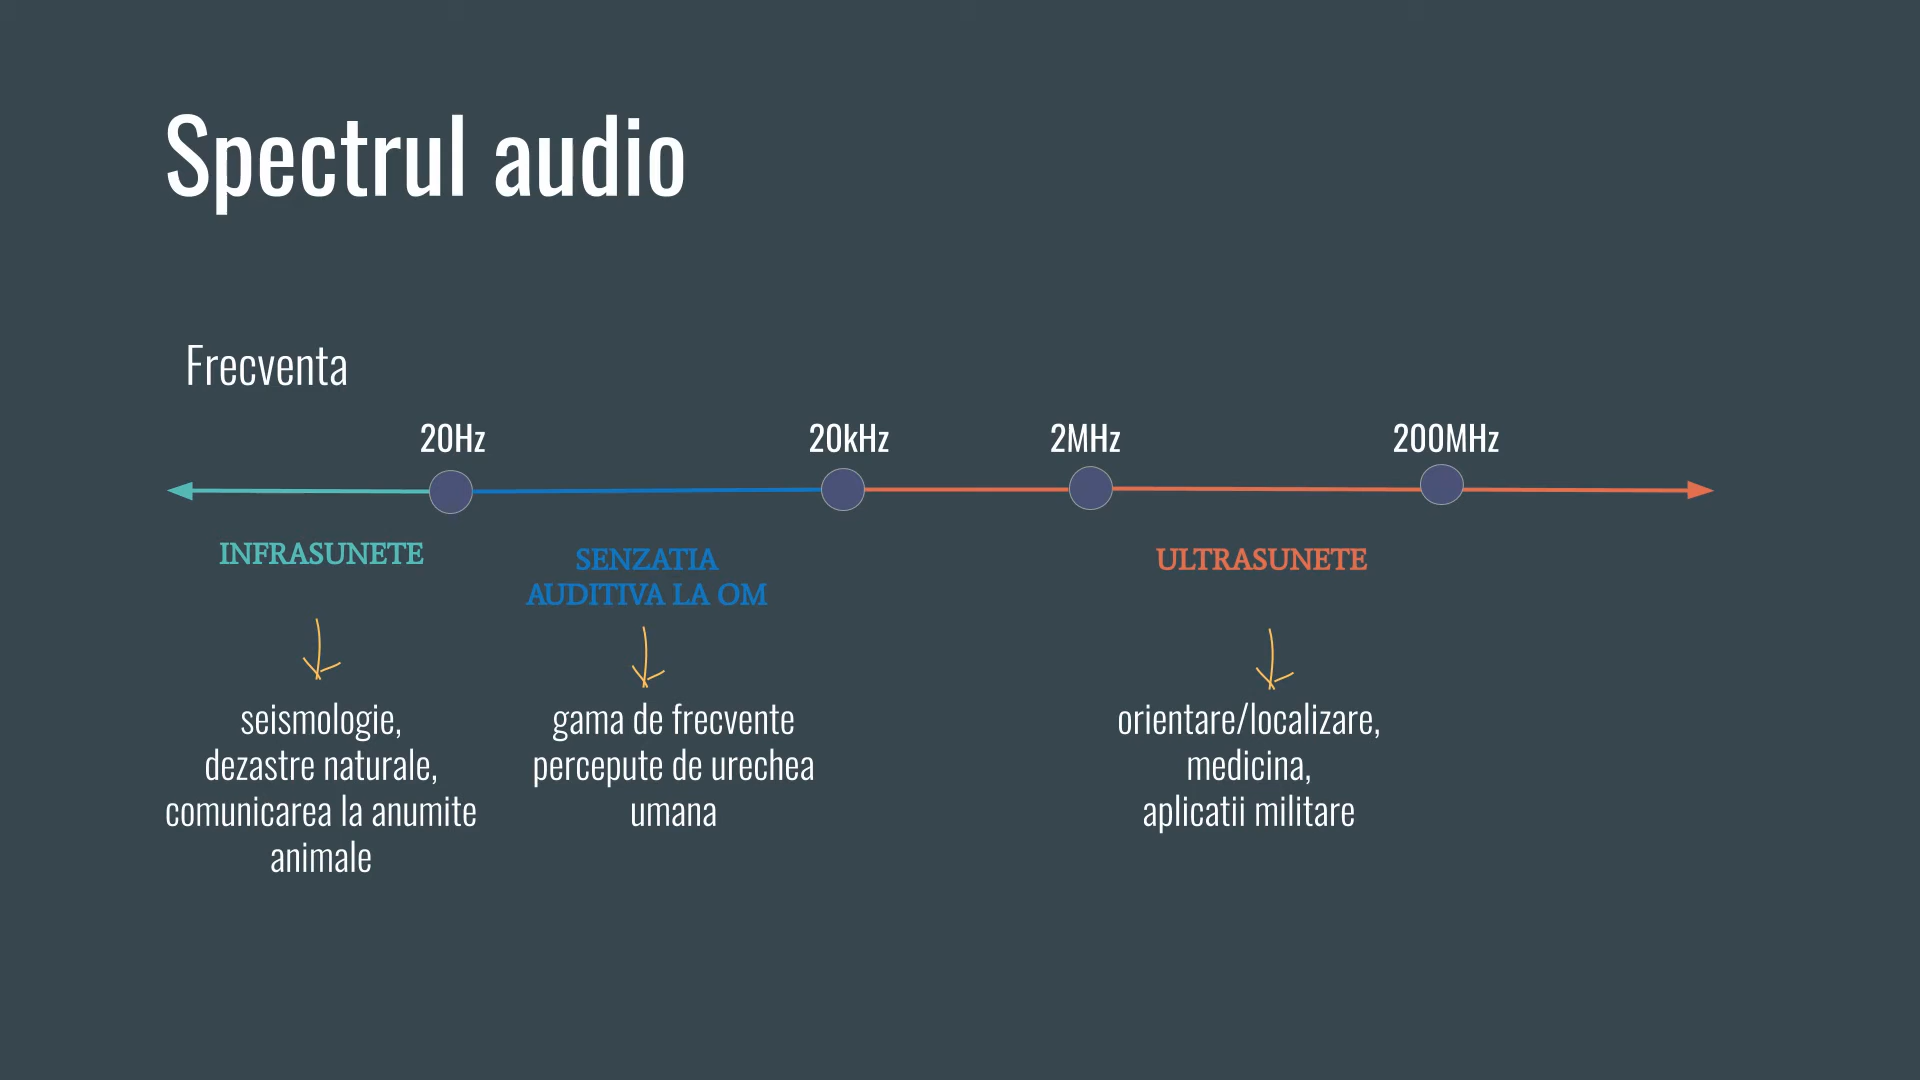 Spectrul audio
Frecventa
20Hz
20kHz
2MHz
200MHz
INFRASUNETE
SENZATIA
AUDITIVA LA OM
ULTRASUNETE
seismologie,
dezastre naturale,
comunicarea la anumite
animale
gama de frecvente
percepute de urechea
umana
orientare/localizare,
medicina,
aplicatii militare